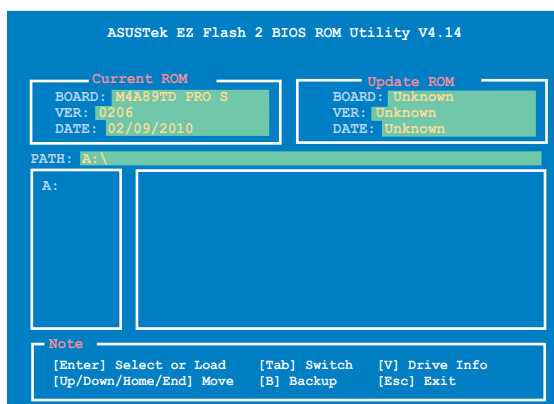 ASUSTek EZ Flash 2 BIOS ROM Utility V4.14
Current ROM
BOARD: M4A89TD PRO S
VER: 0206
DATE: 02/09/2010
Update ROM
BOARD: Unknown
VER: Unknown
DATE: Unknown
PATH: A:\
A:
Note
[Enter] Select or Load [Tab] Switch [V] Drive Info
[Up/Down/Home/End] Move [B] Backup [Esc] Exit